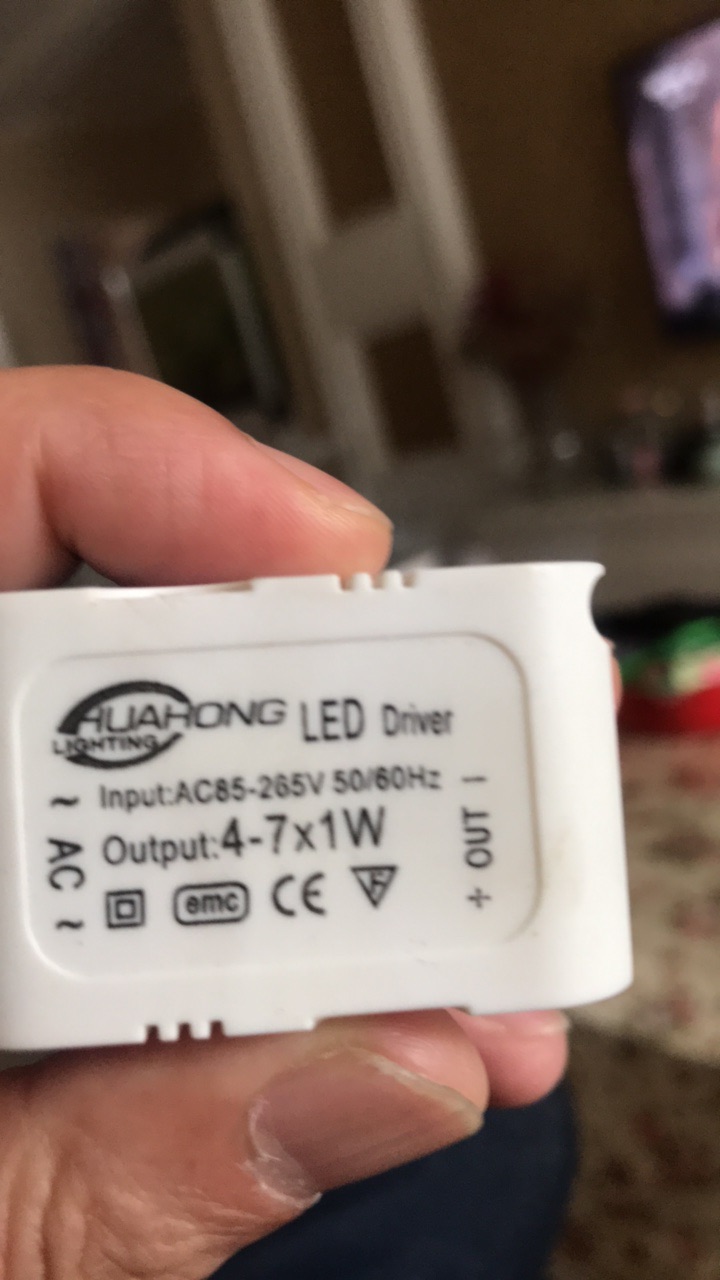 HUAHONG LED Driver
LIGHTING
~ Input:AC85-265V 50/60Hz −
AC Output:4-7x1W OUT
~ emc CE F +